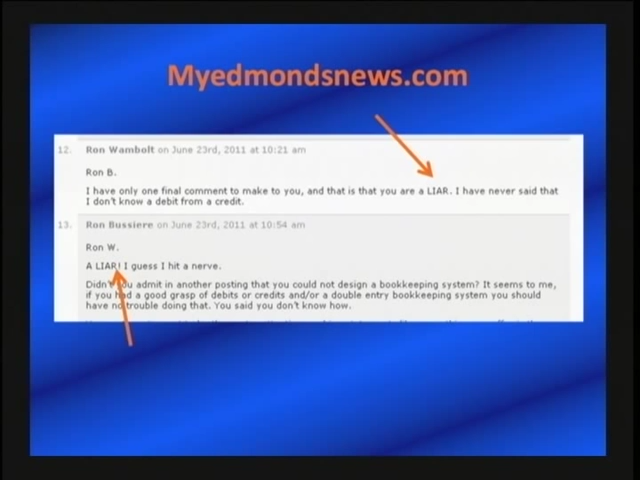 Myedmondsnews.com
12. Ron Wambolt on June 23rd, 2011 at 10:21 am
Ron B.
I have only one final comment to make to you, and that is that you are a LIAR. I have never said that
I don't know a debit from a credit.
13. Ron Bussiere on June 23rd, 2011 at 10:54 am
Ron W.
A LIAR! I guess I hit a nerve.
Didn't you admit in another posting that you could not design a bookkeeping system? It seems to me,
if you had a good grasp of debits or credits and/or a double entry bookkeeping system you should
have no trouble doing that. You said you don't know how.